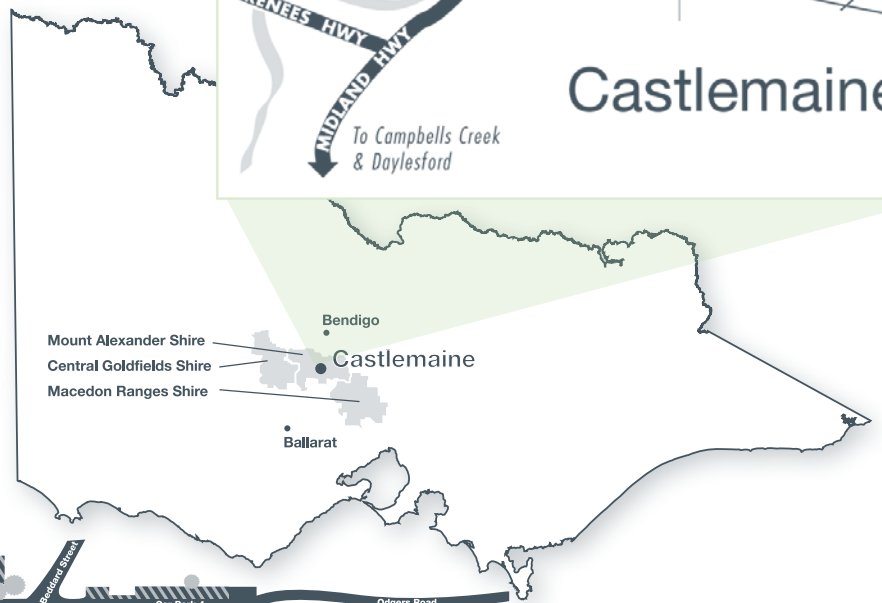 HWY
MIDLAND HWY
Castlemaine
To Campbells Creek
& Daylesford
Bendigo
Mount Alexander Shire
Castlemaine
Central Goldfields Shire
Macedon Ranges Shire
Ballarat
Beddard Street
Odgers Road